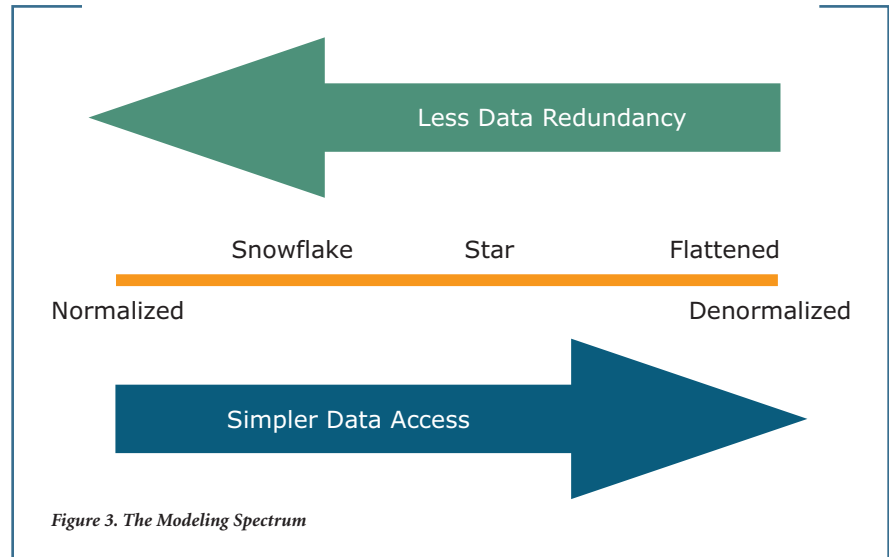 Less Data Redundancy
Snowflake Star Flattened
Normalized Denormalized
Simpler Data Access
Figure 3. The Modeling Spectrum